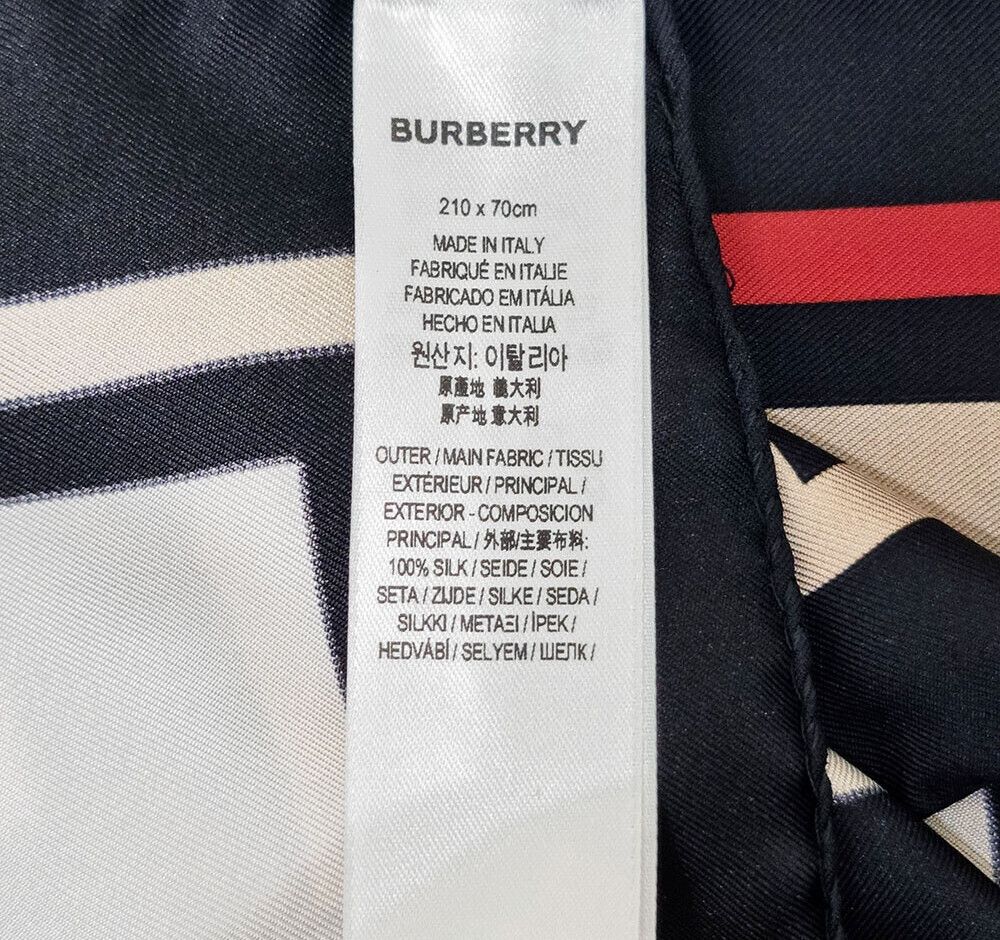 BURBERRY
210 x 70cm
MADE IN ITALY
FABRIQUÉ EN ITALIE
FABRICADO EM ITÁLIA
HECHO EN ITALIA
원산지: 이탈리아
原產地 義大利
原产地 意大利
OUTER / MAIN FABRIC / TISSU
EXTÉRIEUR / PRINCIPAL /
EXTERIOR - COMPOSICION
PRINCIPAL / 外部/主要布料:
100% SILK / SEIDE / SOIE /
SETA / ZIJDE / SILKE / SEDA /
SILKKI / ΜΕΤΑΞΙ / İPEK /
HEDVÁBÍ / SELYEM / ШЕЛК /